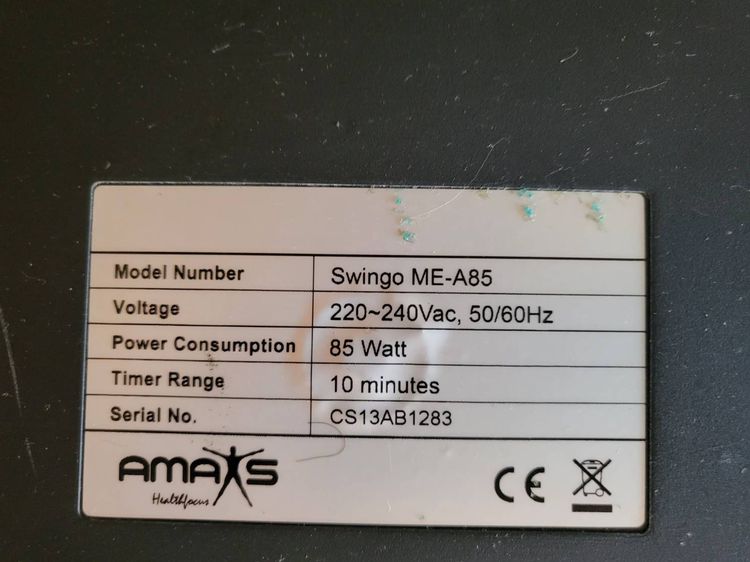 Model Number Swingo ME-A85
Voltage 220~240Vac, 50/60Hz
Power Consumption 85 Watt
Timer Range 10 minutes
Serial No. CS13AB1283
AMAXS
Healthfocus
CE